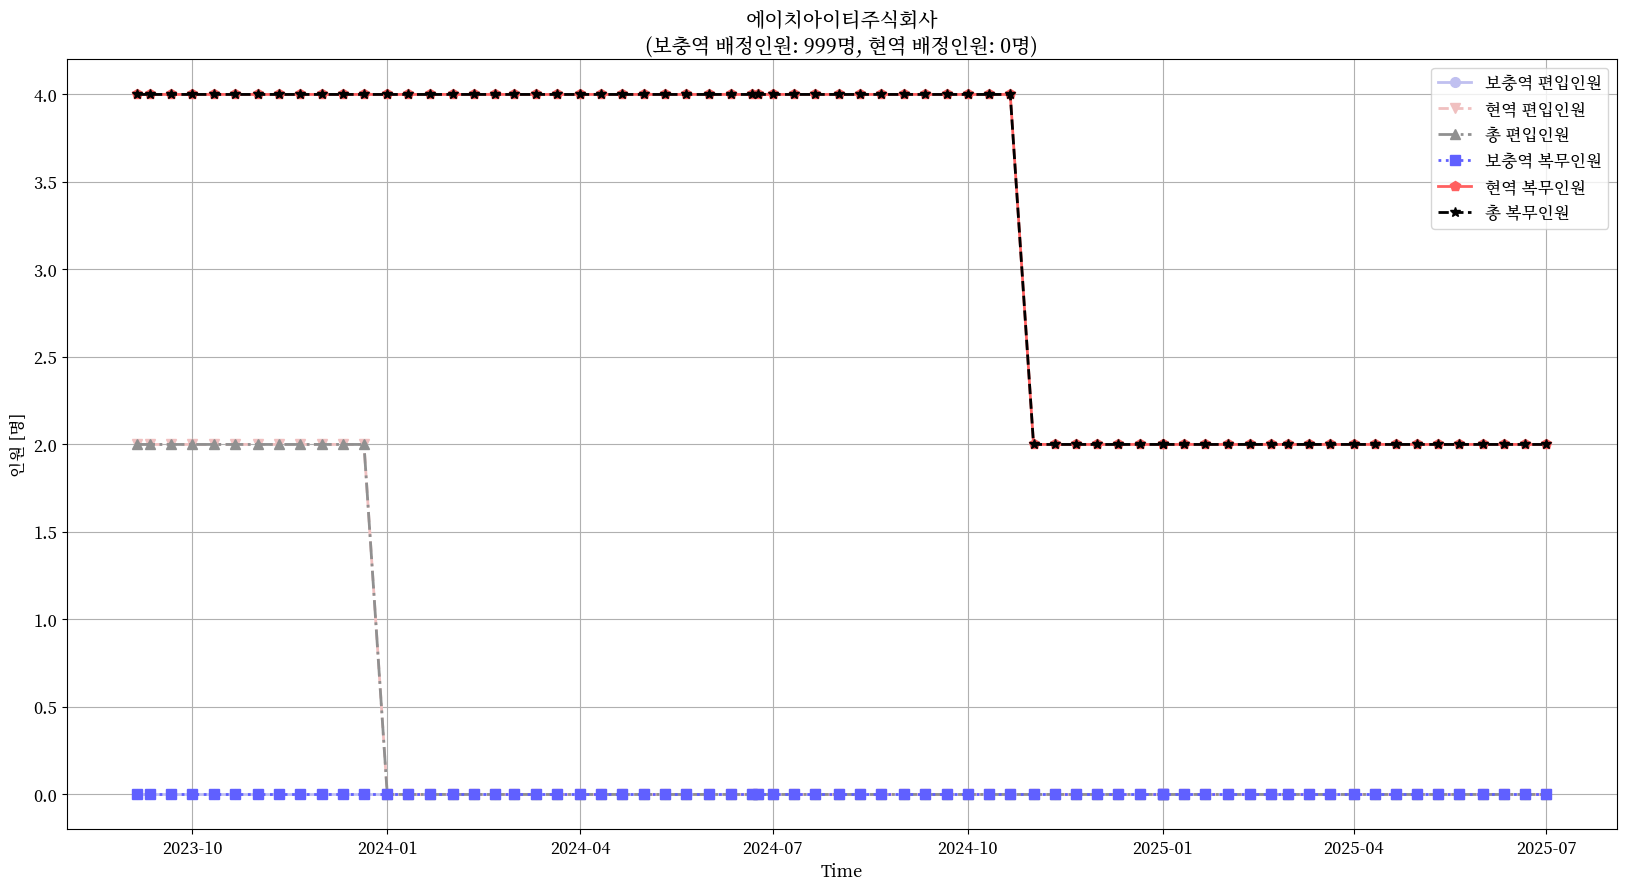 에이치아이티주식회사
(보충역 배정인원: 999명, 현역 배정인원: 0명)
보충역 편입인원
현역 편입인원
총 편입인원
보충역 복무인원
현역 복무인원
총 복무인원
인원 [명]
4.0
3.5
3.0
2.5
2.0
1.5
1.0
0.5
0.0
2023-10 2024-01 2024-04 2024-07 2024-10 2025-01 2025-04 2025-07
Time